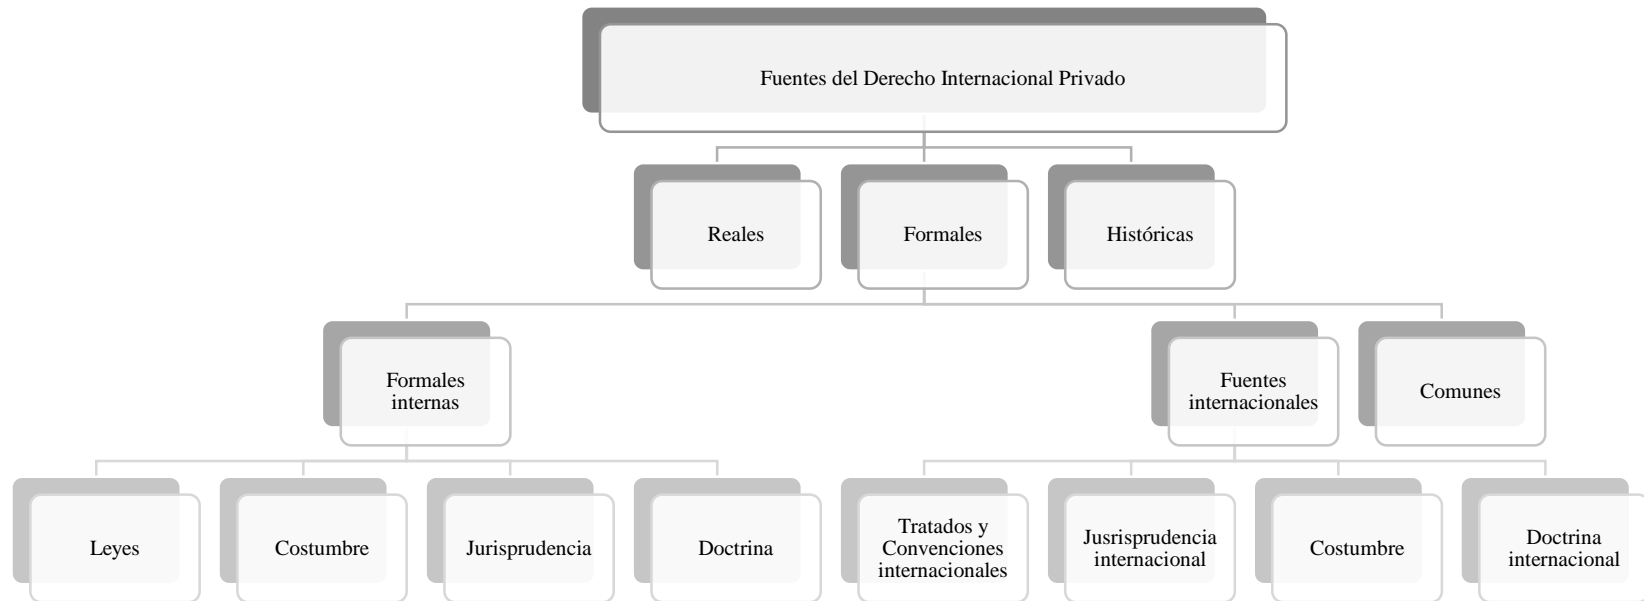 Fuentes del Derecho Internacional Privado
Reales
Formales
Históricas
Formales
internas
Fuentes
internacionales
Comunes
Leyes
Costumbre
Jurisprudencia
Doctrina
Tratados y
Convenciones
internacionales
Jusrisprudencia
internacional
Costumbre
Doctrina
internacional